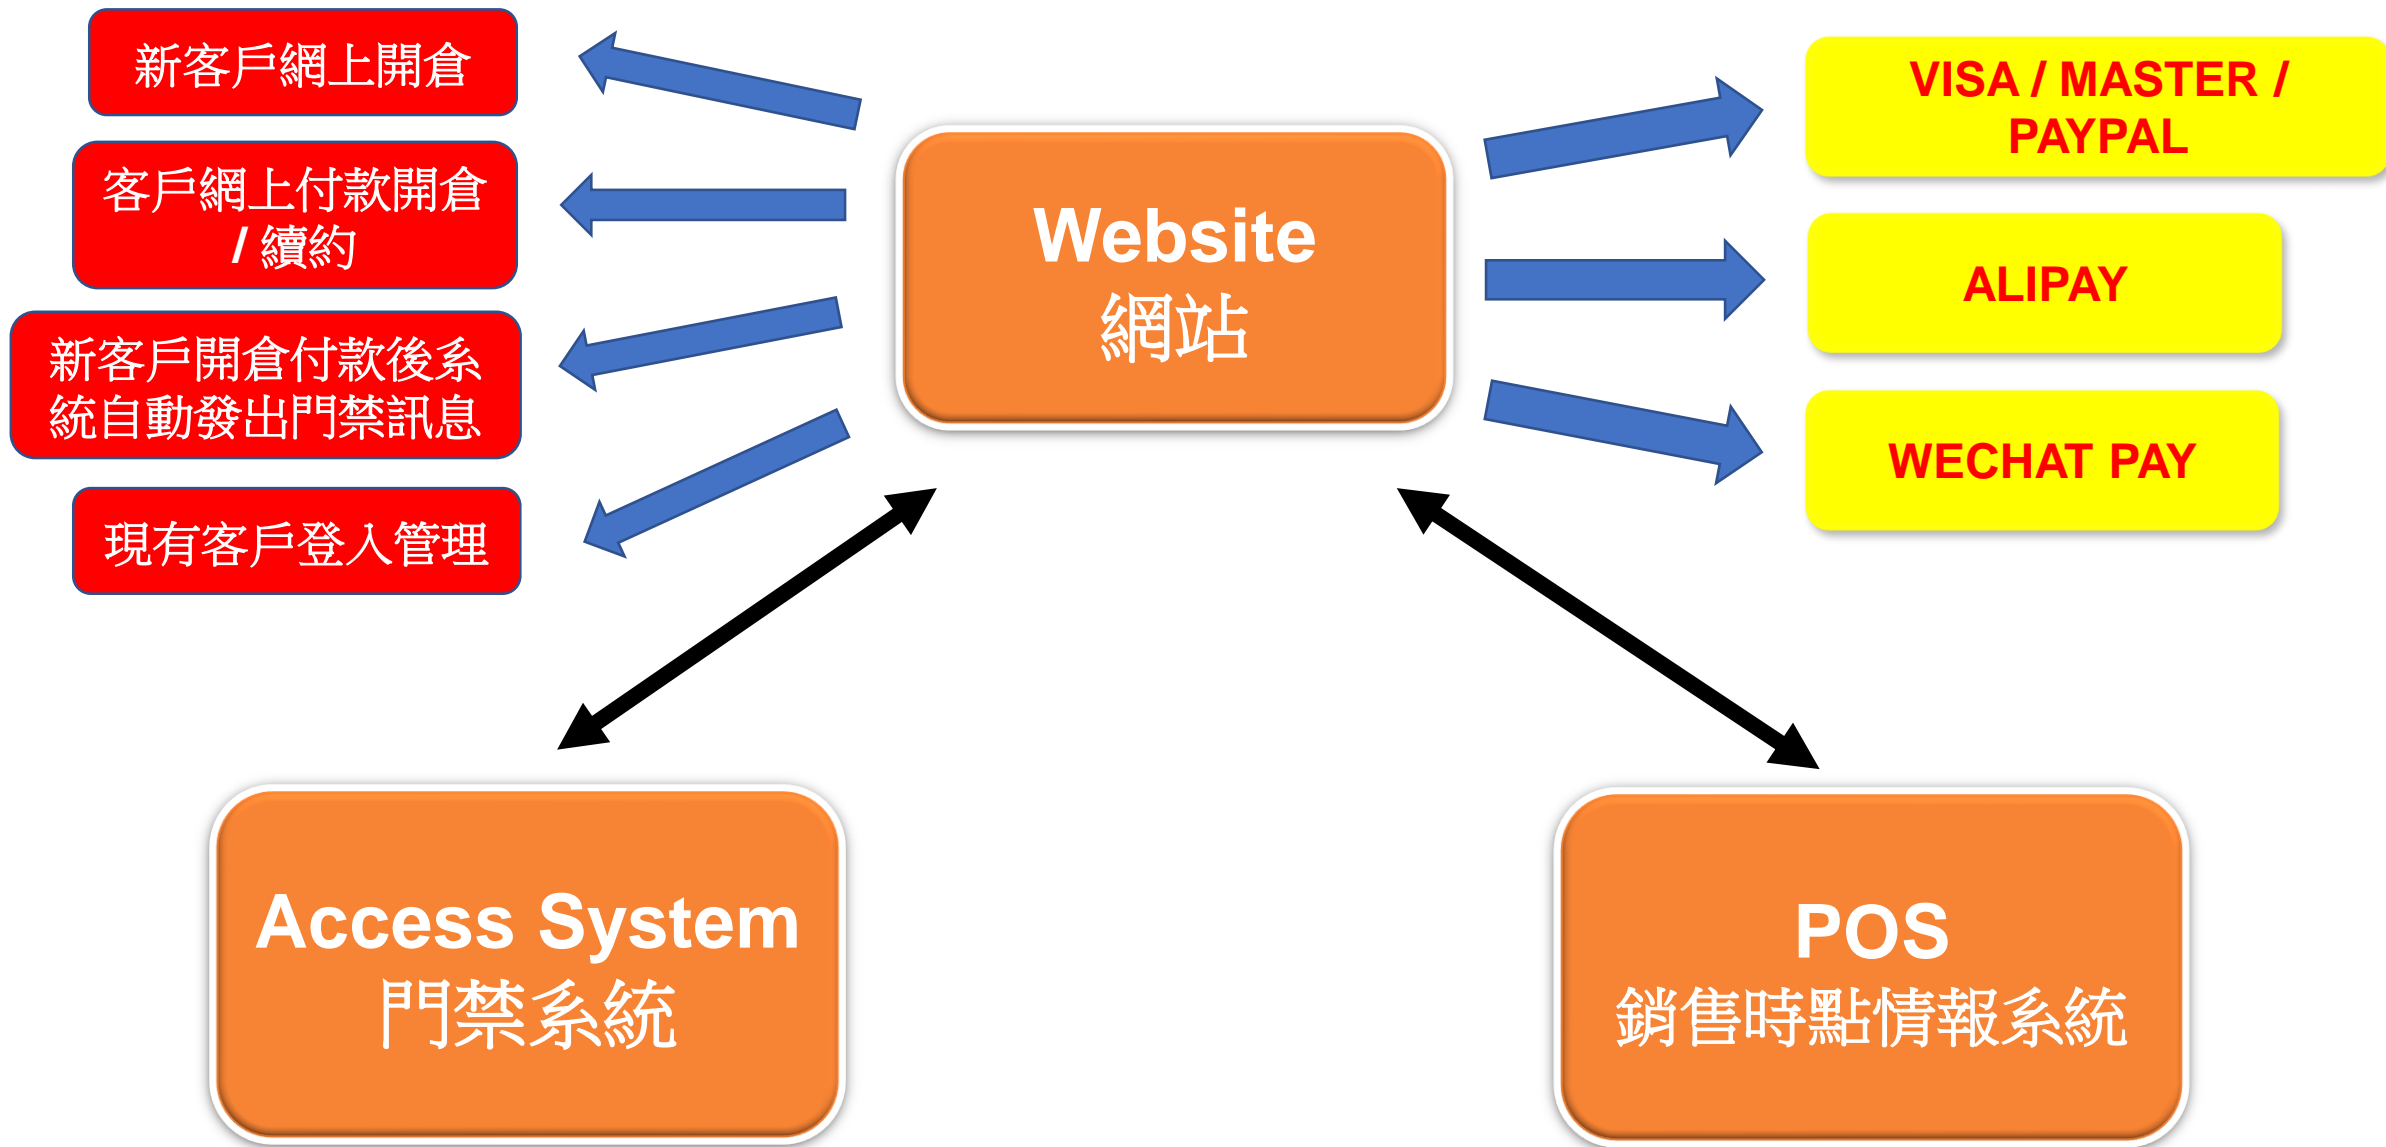 新客戶網上開倉
客戶網上付款開倉
/ 續約
新客戶開倉付款後系
統自動發出門禁訊息
現有客戶登入管理
Website
網站
VISA / MASTER /
PAYPAL
ALIPAY
WECHAT PAY
Access System
門禁系統
POS
銷售時點情報系統